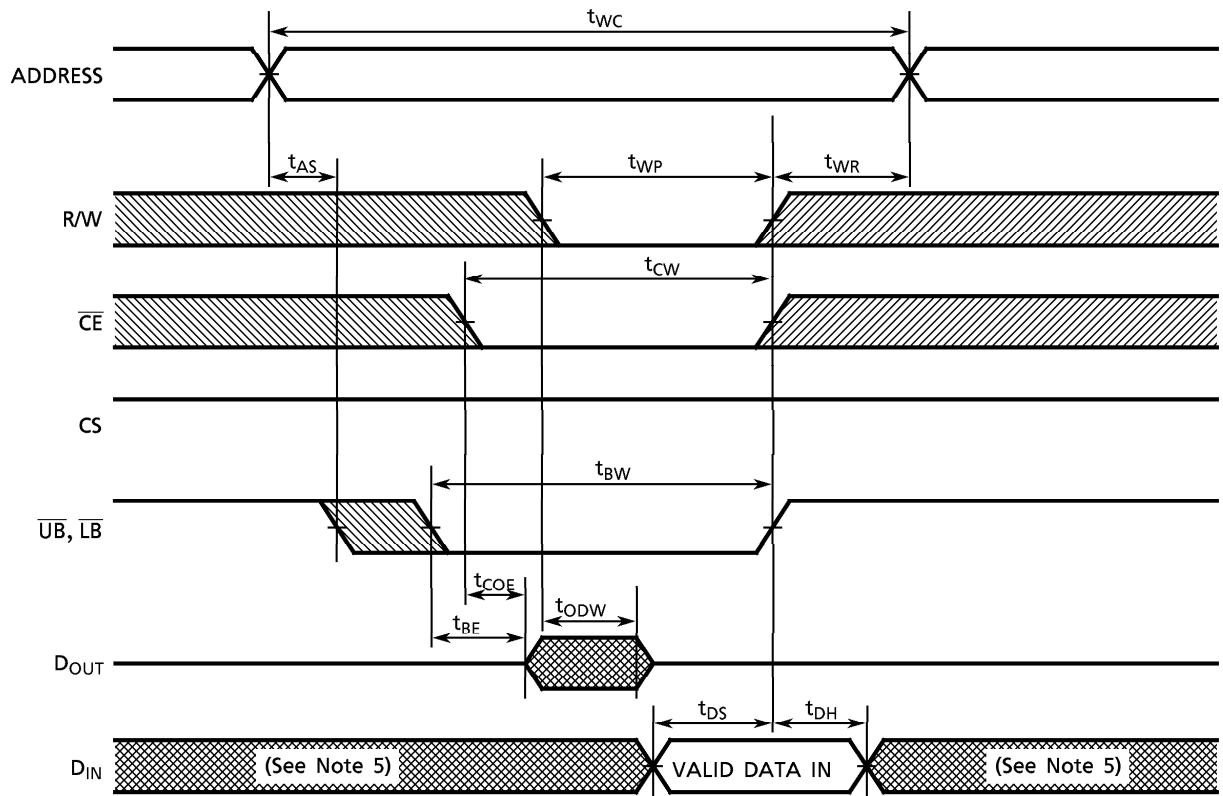 tWC
ADDRESS
tAS
tWP
tWR
R/W
tCW
CE
CS
tBW
UB, LB
tCOE
tODW
tBE
DOUT
tDS
tDH
DIN
(See Note 5)
VALID DATA IN
(See Note 5)